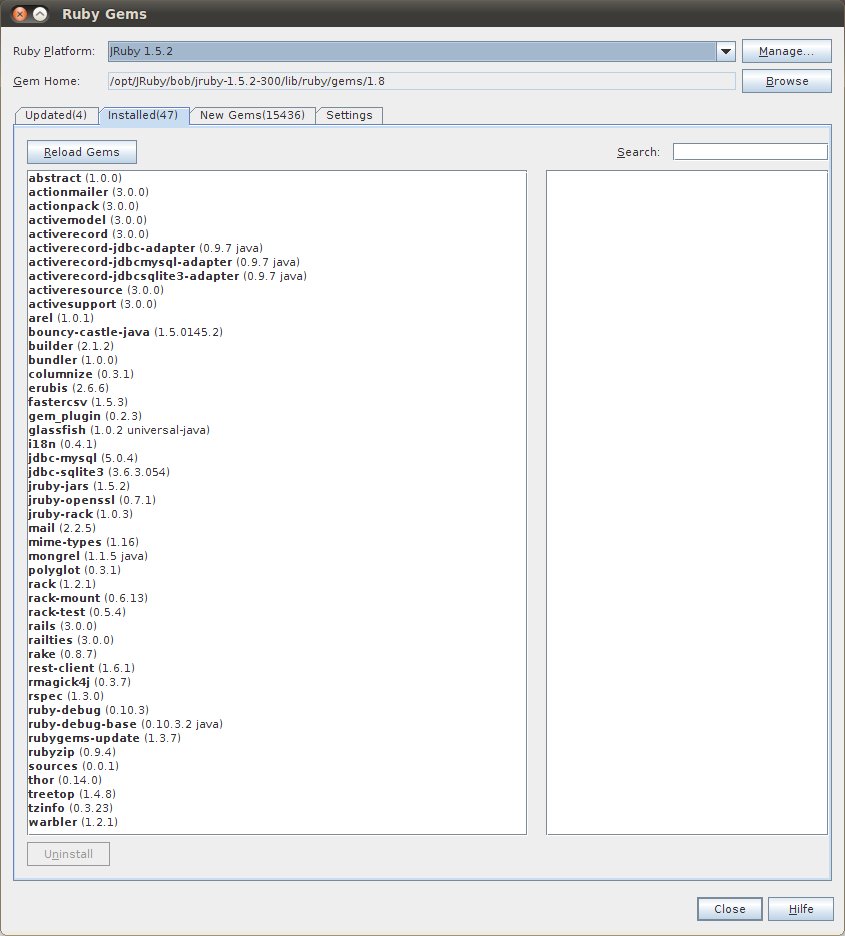 Ruby Gems
Ruby Platform: JRuby 1.5.2 Manage...
Gem Home: /opt/JRuby/bob/jruby-1.5.2-300/lib/ruby/gems/1.8 Browse
Updated(4) Installed(47) New Gems(15436) Settings
Reload Gems Search:
abstract (1.0.0)
actionmailer (3.0.0)
actionpack (3.0.0)
activemodel (3.0.0)
activerecord (3.0.0)
activerecord-jdbc-adapter (0.9.7 java)
activerecord-jdbcmysql-adapter (0.9.7 java)
activerecord-jdbcsqlite3-adapter (0.9.7 java)
activeresource (3.0.0)
activesupport (3.0.0)
arel (1.0.1)
bouncy-castle-java (1.5.0145.2)
builder (2.1.2)
bundler (1.0.0)
columnize (0.3.1)
erubis (2.6.6)
fastercsv (1.5.3)
gem_plugin (0.2.3)
glassfish (1.0.2 universal-java)
i18n (0.4.1)
jdbc-mysql (5.0.4)
jdbc-sqlite3 (3.6.3.054)
jruby-jars (1.5.2)
jruby-openssl (0.7.1)
jruby-rack (1.0.3)
mail (2.2.5)
mime-types (1.16)
mongrel (1.1.5 java)
polyglot (0.3.1)
rack (1.2.1)
rack-mount (0.6.13)
rack-test (0.5.4)
rails (3.0.0)
railties (3.0.0)
rake (0.8.7)
rest-client (1.6.1)
rmagick4j (0.3.7)
rspec (1.3.0)
ruby-debug (0.10.3)
ruby-debug-base (0.10.3.2 java)
rubygems-update (1.3.7)
rubyzip (0.9.4)
sources (0.0.1)
thor (0.14.0)
treetop (1.4.8)
tzinfo (0.3.23)
warbler (1.2.1)
Uninstall
Close Hilfe